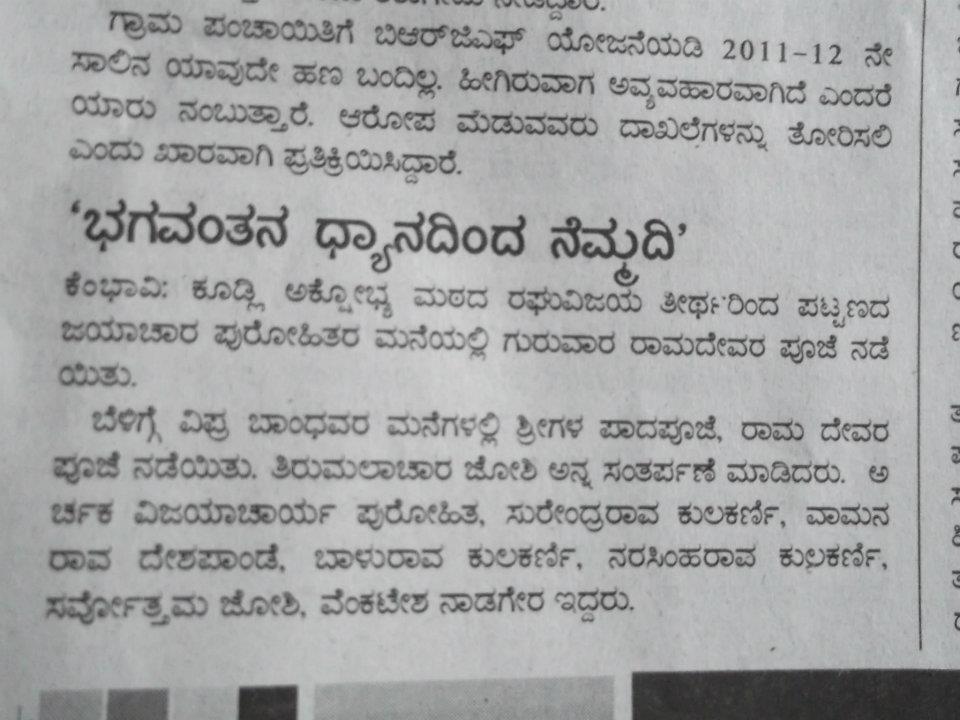 ಗ್ರಾಮ ಪಂಚಾಯಿತಿಗೆ ಬಿಆರ್‌ಜಿಎಫ್ ಯೋಜನೆಯಡಿ 2011-12 ನೇ
ಸಾಲಿನ ಯಾವುದೇ ಹಣ ಬಂದಿಲ್ಲ. ಹೀಗಿರುವಾಗ ಅವ್ಯವಹಾರವಾಗಿದೆ ಎಂದರೆ
ಯಾರು ನಂಬುತ್ತಾರೆ. ಆರೋಪ ಮಡುವವರು ದಾಖಲೆಗಳನ್ನು ತೋರಿಸಲಿ
ಎಂದು ಖಾರವಾಗಿ ಪ್ರತಿಕ್ರಿಯಿಸಿದ್ದಾರೆ.
‘ಭಗವಂತನ ಧ್ಯಾನದಿಂದ ನೆಮ್ಮದಿ’
ಕೆಂಭಾವಿ: ಕೂಡ್ಲಿ ಅಕ್ಷೋಭ್ಯ ಮಠದ ರಘುವಿಜಯ ತೀರ್ಥರಿಂದ ಪಟ್ಟಣದ
ಜಯಾಚಾರ ಪುರೋಹಿತರ ಮನೆಯಲ್ಲಿ ಗುರುವಾರ ರಾಮದೇವರ ಪೂಜೆ ನಡೆ
ಯಿತು.
ಬೆಳಿಗ್ಗೆ ವಿಪ್ರ ಬಾಂಧವರ ಮನೆಗಳಲ್ಲಿ ಶ್ರೀಗಳ ಪಾದಪೂಜೆ, ರಾಮ ದೇವರ
ಪೂಜೆ ನಡೆಯಿತು. ತಿರುಮಲಾಚಾರ ಜೋಶಿ ಅನ್ನ ಸಂತರ್ಪಣೆ ಮಾಡಿದರು. ಅ
ರ್ಚಕ ವಿಜಯಾಚಾರ್ಯ ಪುರೋಹಿತ, ಸುರೇಂದ್ರರಾವ ಕುಲಕರ್ಣಿ, ವಾಮನ
ರಾವ ದೇಶಪಾಂಡೆ, ಬಾಳುರಾವ ಕುಲಕರ್ಣಿ, ನರಸಿಂಹರಾವ ಕುಲಕರ್ಣಿ,
ಸರ್ವೋತ್ತಮ ಜೋಶಿ, ವೆಂಕಟೇಶ ನಾಡಗೇರ ಇದ್ದರು.